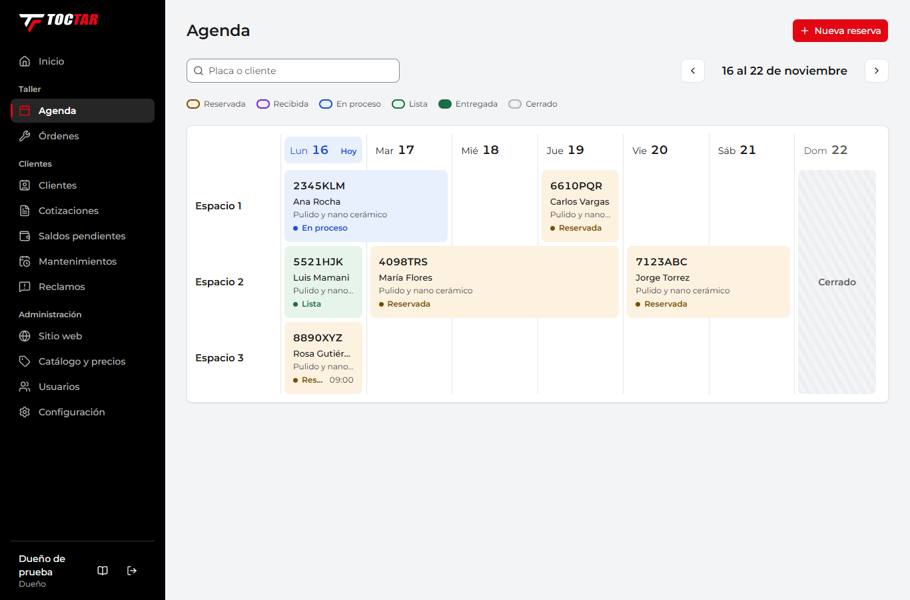 TOCTAR
Inicio
Taller
Agenda
Órdenes
Clientes
Clientes
Cotizaciones
Saldos pendientes
Mantenimientos
Reclamos
Administración
Sitio web
Catálogo y precios
Usuarios
Configuración
Dueño de
prueba
Dueño
Agenda
Nueva reserva
Placa o cliente
16 al 22 de noviembre
Reservada
Recibida
En proceso
Lista
Entregada
Cerrado
Lun 16 Hoy
Mar 17
Mié 18
Jue 19
Vie 20
Sáb 21
Dom 22
Espacio 1
2345KLM
Ana Rocha
Pulido y nano cerámico
En proceso
6610PQR
Carlos Vargas
Pulido y nano...
Reservada
Espacio 2
5521HJK
Luis Mamani
Pulido y nano...
Lista
4098TRS
María Flores
Pulido y nano cerámico
Reservada
7123ABC
Jorge Torrez
Pulido y nano cerámico
Reservada
Cerrado
Espacio 3
8890XYZ
Rosa Gutiér...
Pulido y nano...
Res... 09:00